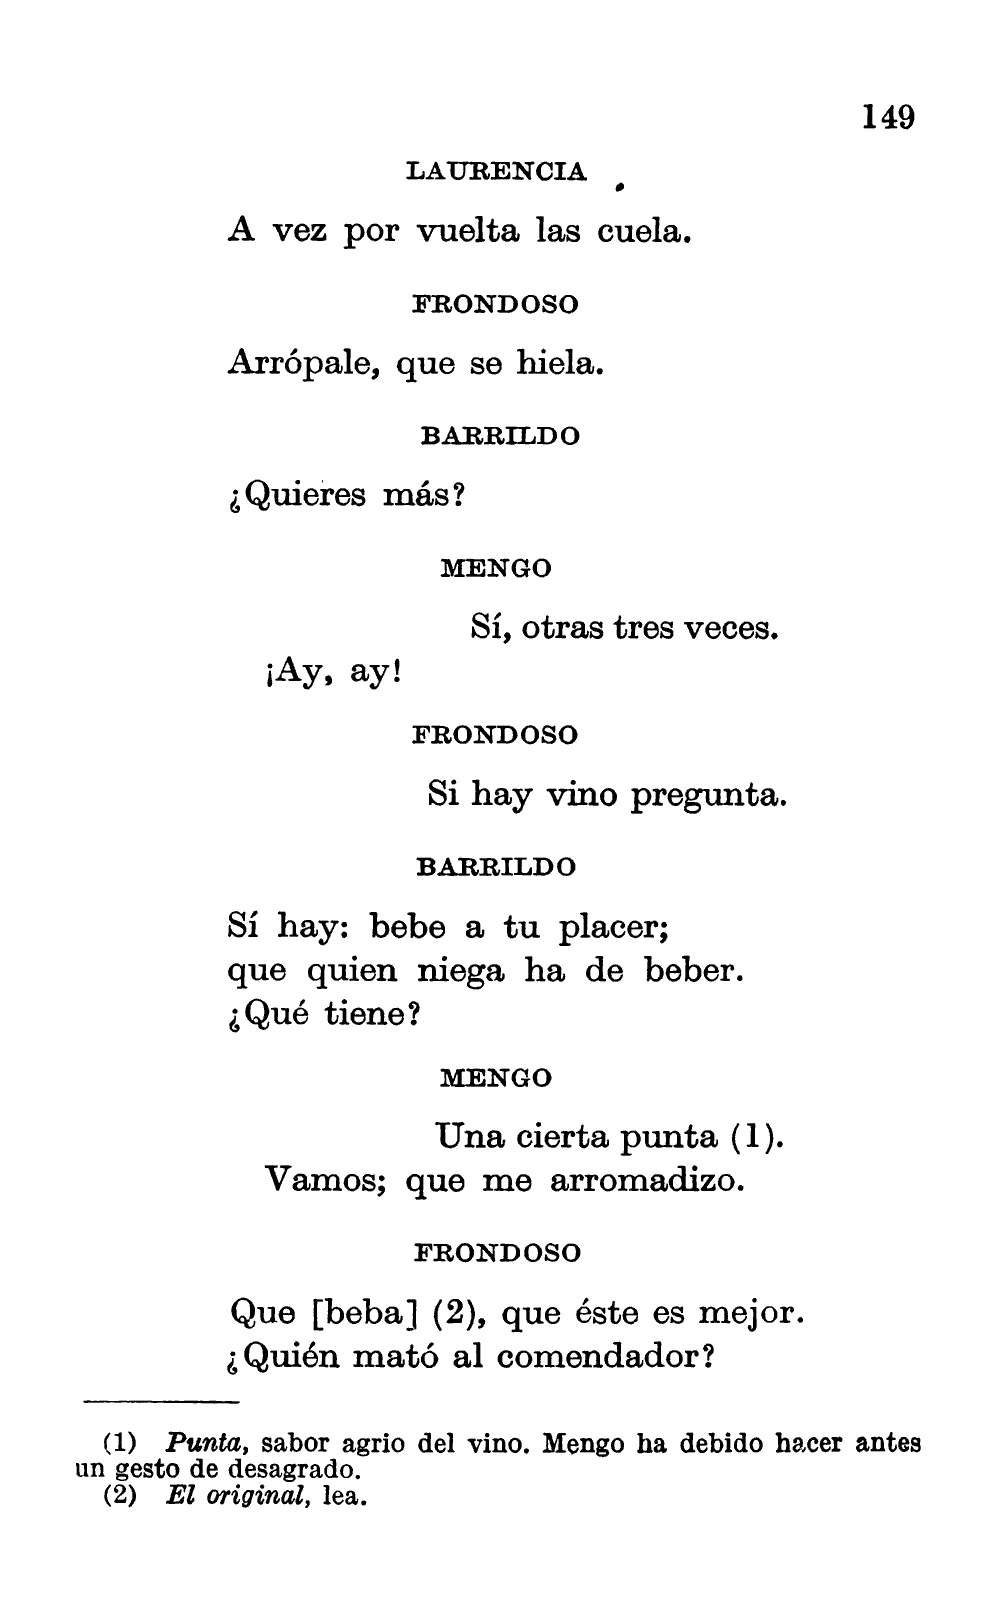 149
LAURENCIA
A vez por vuelta las cuela.
FRONDOSO
Arrópale, que se hiela.
BARRILDO
¿Quieres más?
MENGO
Sí, otras tres veces.
¡Ay, ay!
FRONDOSO
Si hay vino pregunta.
BARRILDO
Sí hay: bebe a tu placer;
que quien niega ha de beber.
¿Qué tiene?
MENGO
Una cierta punta (1).
Vamos; que me arromadizo.
FRONDOSO
Que [beba] (2), que éste es mejor.
¿Quién mató al comendador?
(1) Punta, sabor agrio del vino. Mengo ha debido hacer antes
un gesto de desagrado.
(2) El original, lea.